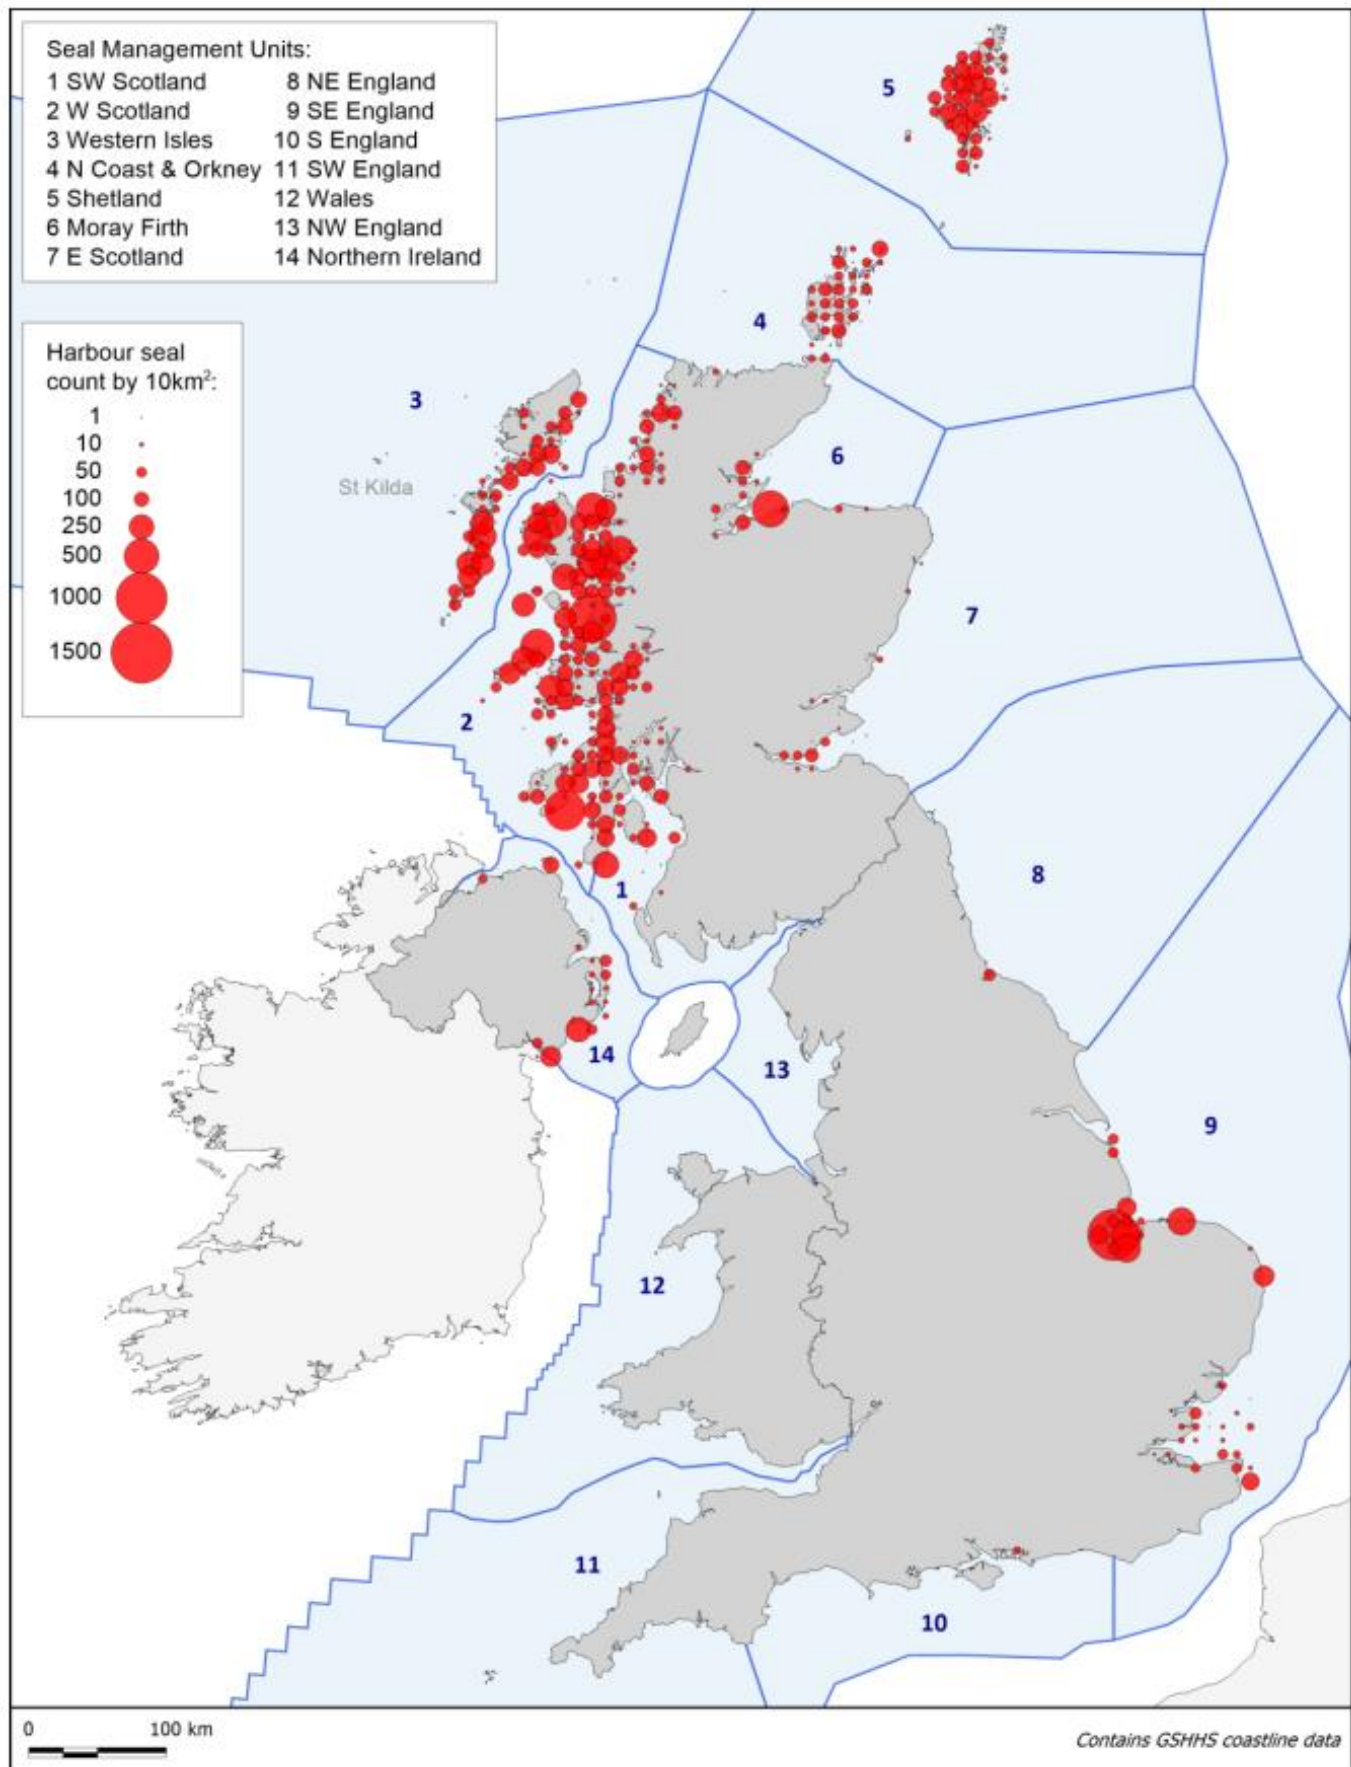 Seal Management Units:
1 SW Scotland 8 NE England
2 W Scotland 9 SE England
3 Western Isles 10 S England
4 N Coast & Orkney 11 SW England
5 Shetland 12 Wales
6 Moray Firth 13 NW England
7 E Scotland 14 Northern Ireland
Harbour seal
count by 10km²:
1
10
50
100
250
500
1000
1500
5
4
3
6
St Kilda
7
2
8
1
14
13
9
12
11
10
0 100 km
Contains GSHHS coastline data